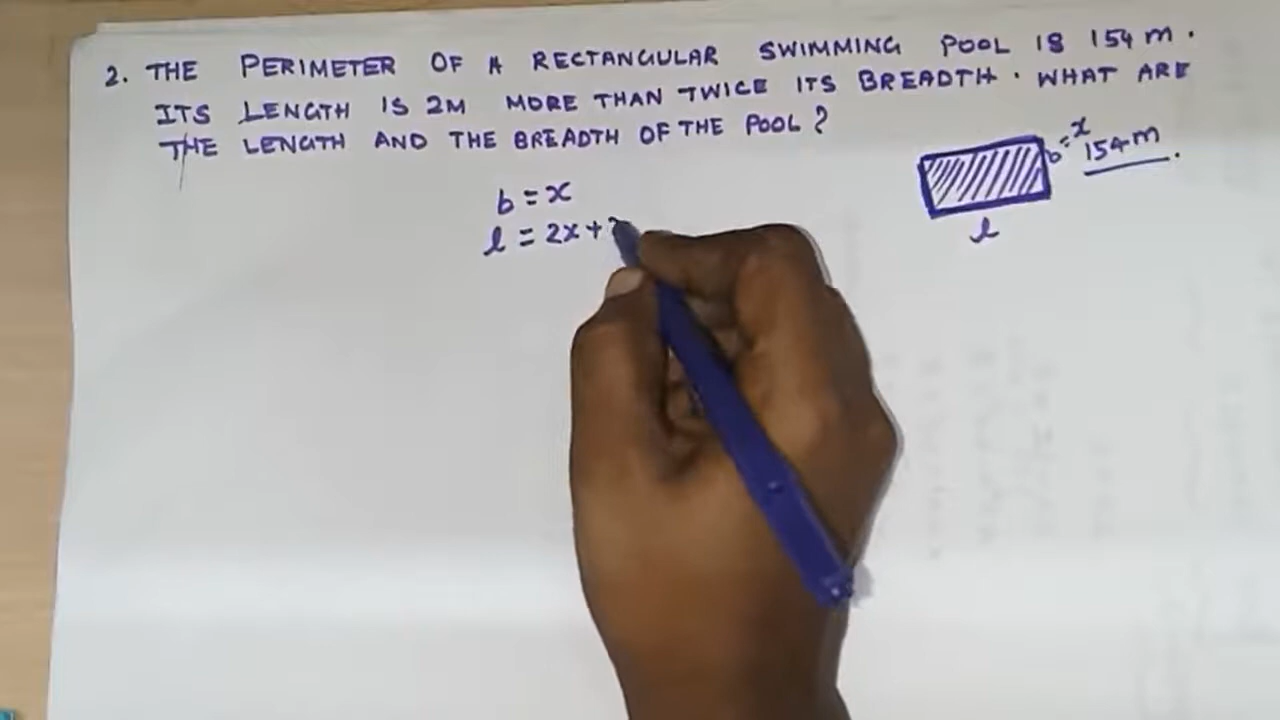 2. THE PERIMETER OF A RECTANGULAR SWIMMING POOL IS 154 m.
ITS LENGTH IS 2M MORE THAN TWICE ITS BREADTH. WHAT ARE
THE LENGTH AND THE BREADTH OF THE POOL?
b = x
154 m.
l
b = x
l = 2x +